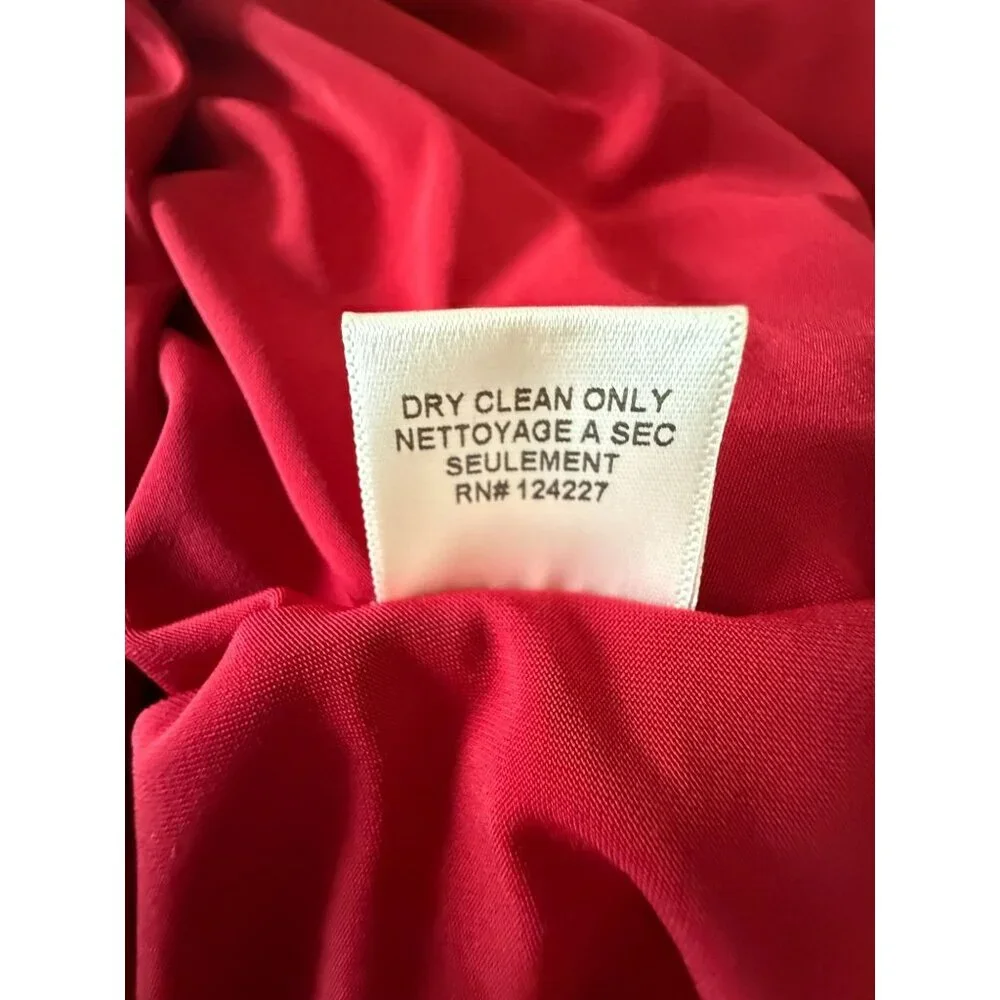 DRY CLEAN ONLY
NETTOYAGE A SEC
SEULEMENT
RN# 124227